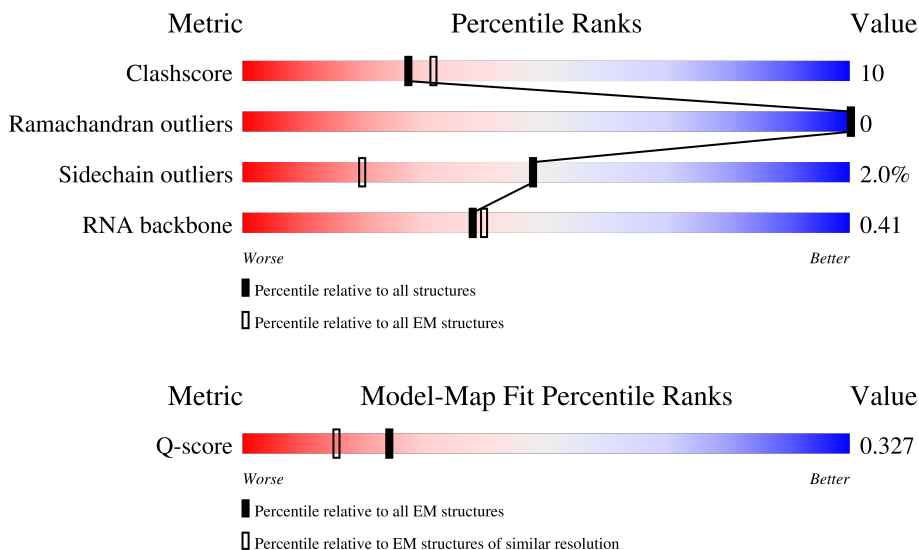 Metric Percentile Ranks Value
Clashscore 10
Ramachandran outliers 0
Sidechain outliers 2.0%
RNA backbone 0.41
Worse Better
Percentile relative to all structures
Percentile relative to all EM structures
Metric Model-Map Fit Percentile Ranks Value
Q-score 0.327
Worse Better
Percentile relative to all EM structures
Percentile relative to EM structures of similar resolution